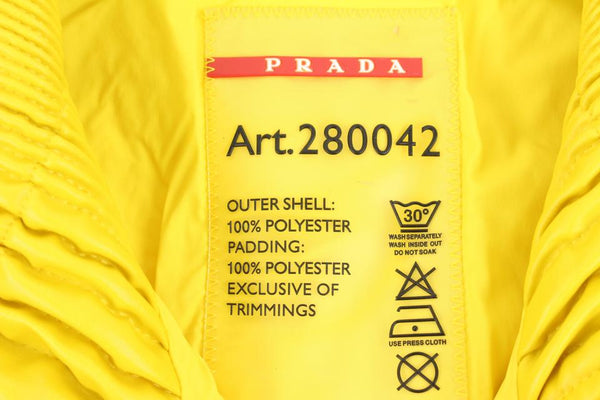 PRADA
Art.280042
OUTER SHELL:
100% POLYESTER
PADDING:
100% POLYESTER
EXCLUSIVE OF
TRIMMINGS
30°
WASH SEPARATELY
WASH INSIDE OUT
DO NOT SOAK
USE PRESS CLOTH